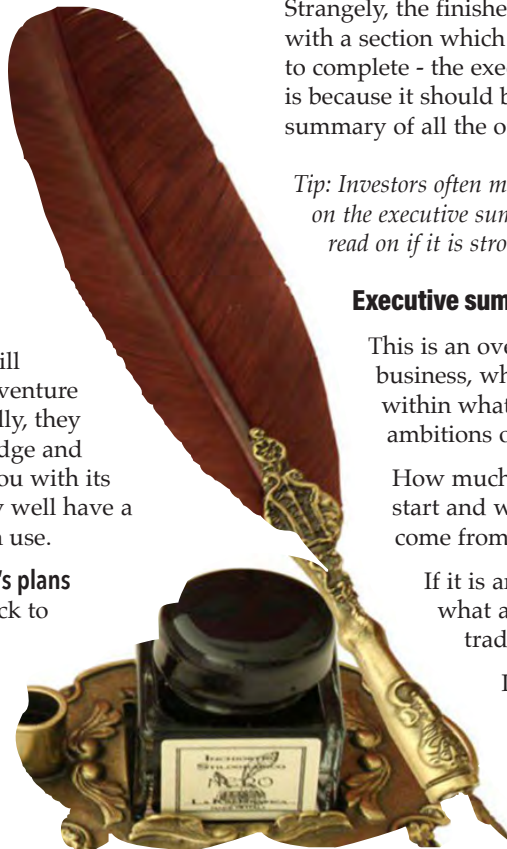 ill
venture
lly, they
dge and
ou with its
y well have a
n use.
's plans
ck to
Strangely, the finishe
with a section which
to complete - the exe
is because it should b
summary of all the o
Tip: Investors often m
on the executive sum
read on if it is stro
Executive sum
This is an ove
business, wh
within what
ambitions o
How much
start and w
come from
If it is an
what a
trad
I
INCHIOSTRO
STILOGRAFICO
NERO